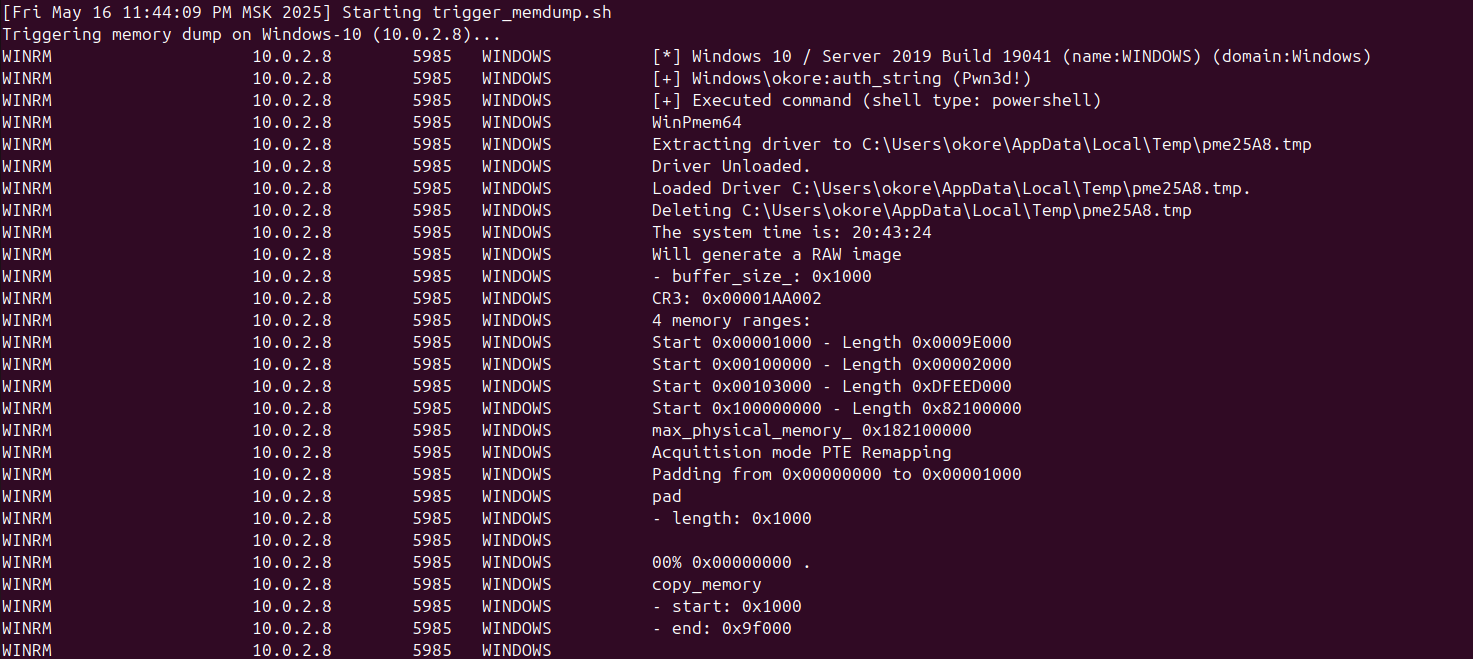 [Fri May 16 11:44:09 PM MSK 2025] Starting trigger_memdump.sh
Triggering memory dump on Windows-10 (10.0.2.8)...
WINRM 10.0.2.8 5985 WINDOWS [*] Windows 10 / Server 2019 Build 19041 (name:WINDOWS) (domain:Windows)
WINRM 10.0.2.8 5985 WINDOWS [+] Windows\okore:auth_string (Pwn3d!)
WINRM 10.0.2.8 5985 WINDOWS [+] Executed command (shell type: powershell)
WINRM 10.0.2.8 5985 WINDOWS WinPmem64
WINRM 10.0.2.8 5985 WINDOWS Extracting driver to C:\Users\okore\AppData\Local\Temp\pme25A8.tmp
WINRM 10.0.2.8 5985 WINDOWS Driver Unloaded.
WINRM 10.0.2.8 5985 WINDOWS Loaded Driver C:\Users\okore\AppData\Local\Temp\pme25A8.tmp.
WINRM 10.0.2.8 5985 WINDOWS Deleting C:\Users\okore\AppData\Local\Temp\pme25A8.tmp
WINRM 10.0.2.8 5985 WINDOWS The system time is: 20:43:24
WINRM 10.0.2.8 5985 WINDOWS Will generate a RAW image
WINRM 10.0.2.8 5985 WINDOWS - buffer_size_: 0x1000
WINRM 10.0.2.8 5985 WINDOWS CR3: 0x00001AA002
WINRM 10.0.2.8 5985 WINDOWS 4 memory ranges:
WINRM 10.0.2.8 5985 WINDOWS Start 0x00001000 - Length 0x0009E000
WINRM 10.0.2.8 5985 WINDOWS Start 0x00100000 - Length 0x00002000
WINRM 10.0.2.8 5985 WINDOWS Start 0x00103000 - Length 0xDFEED000
WINRM 10.0.2.8 5985 WINDOWS Start 0x100000000 - Length 0x82100000
WINRM 10.0.2.8 5985 WINDOWS max_physical_memory_ 0x182100000
WINRM 10.0.2.8 5985 WINDOWS Acquitision mode PTE Remapping
WINRM 10.0.2.8 5985 WINDOWS Padding from 0x00000000 to 0x00001000
WINRM 10.0.2.8 5985 WINDOWS pad
WINRM 10.0.2.8 5985 WINDOWS - length: 0x1000
WINRM 10.0.2.8 5985 WINDOWS
WINRM 10.0.2.8 5985 WINDOWS 00% 0x00000000 .
WINRM 10.0.2.8 5985 WINDOWS copy_memory
WINRM 10.0.2.8 5985 WINDOWS - start: 0x1000
WINRM 10.0.2.8 5985 WINDOWS - end: 0x9f000
WINRM 10.0.2.8 5985 WINDOWS